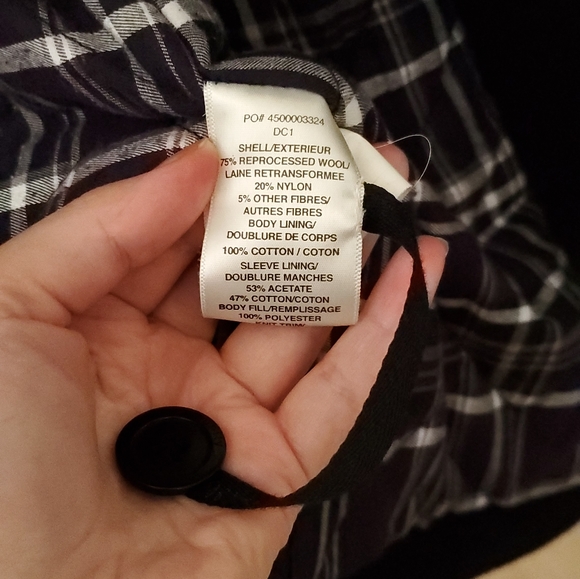 PO# 4500003324
DC1
SHELL/EXTERIEUR
75% REPROCESSED WOOL/
LAINE RETRANSFORMEE
20% NYLON
5% OTHER FIBRES/
AUTRES FIBRES
BODY LINING/
DOUBLURE DE CORPS
100% COTTON / COTON
SLEEVE LINING/
DOUBLURE MANCHES
53% ACETATE
47% COTTON/COTON
BODY FILL/REMPLISSAGE
100% POLYESTER
KNIT TRIM/